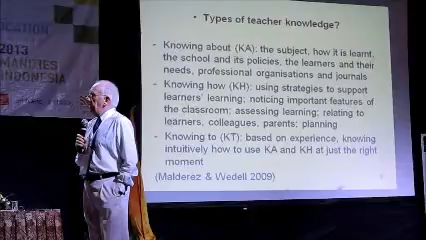 CATION
2013
MANITIES
INDONESIA
• Types of teacher knowledge?
- Knowing about (KA): the subject, how it is learnt,
the school and its policies, the learners and their
needs, professional organisations and journals
- Knowing how (KH): using strategies to support
learners' learning; noticing important features of
the classroom; assessing learning; relating to
learners, colleagues, parents; planning
- Knowing to (KT): based on experience, knowing
intuitively how to use KA and KH at just the right
moment
(Malderez & Wedell 2009)